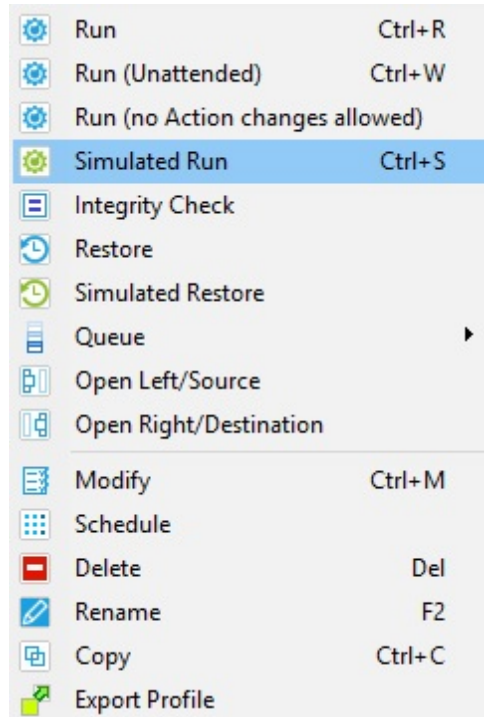 Run Ctrl+R
Run (Unattended) Ctrl+W
Run (no Action changes allowed)
Simulated Run Ctrl+S
Integrity Check
Restore
Simulated Restore
Queue
Open Left/Source
Open Right/Destination
Modify Ctrl+M
Schedule
Delete Del
Rename F2
Copy Ctrl+C
Export Profile